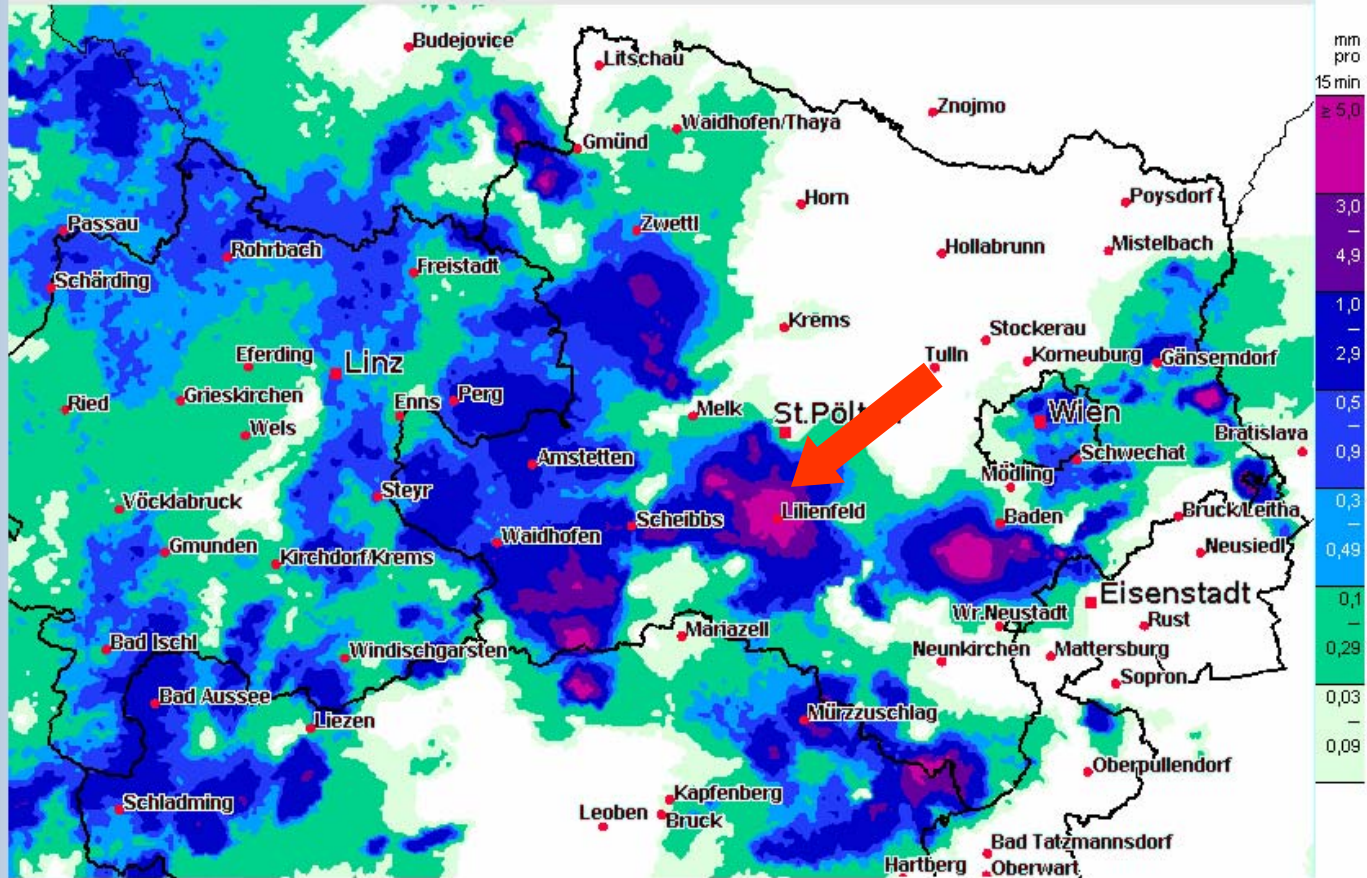 Budejovice
Litschau
Znojmo
Waidhofen/Thaya
Gmünd
Horn
Poysdorf
Passau
Zwettl
Rohrbach
Hollabrunn
Mistelbach
Freistadt
Schärding
Krems
Stockerau
Eferding
Linz
Tulln
Korneuburg
Gänserndorf
Ried
Grieskirchen
Enns
Perg
Melk
St.Pölt
Wien
Wels
Bratislava
Amstetten
Schwechat
Mödling
Vöcklabruck
Steyr
Scheibbs
Lilienfeld
Baden
Bruck/Leitha
Gmunden
Kirchdorf/Krems
Waidhofen
Neusiedl
Eisenstadt
Wr.Neustadt
Rust
Bad Ischl
Windischgarsten
Mariazell
Neunkirchen
Mattersburg
Sopron
Bad Aussee
Liezen
Mürzzuschlag
Oberpullendorf
Schladming
Kapfenberg
Leoben
Bruck
Bad Tatzmannsdorf
Hartberg
Oberwart
mm
pro
15 min
≥ 5,0
3,0
–
4,9
1,0
–
2,9
0,5
–
0,9
0,3
–
0,49
0,1
–
0,29
0,03
–
0,09